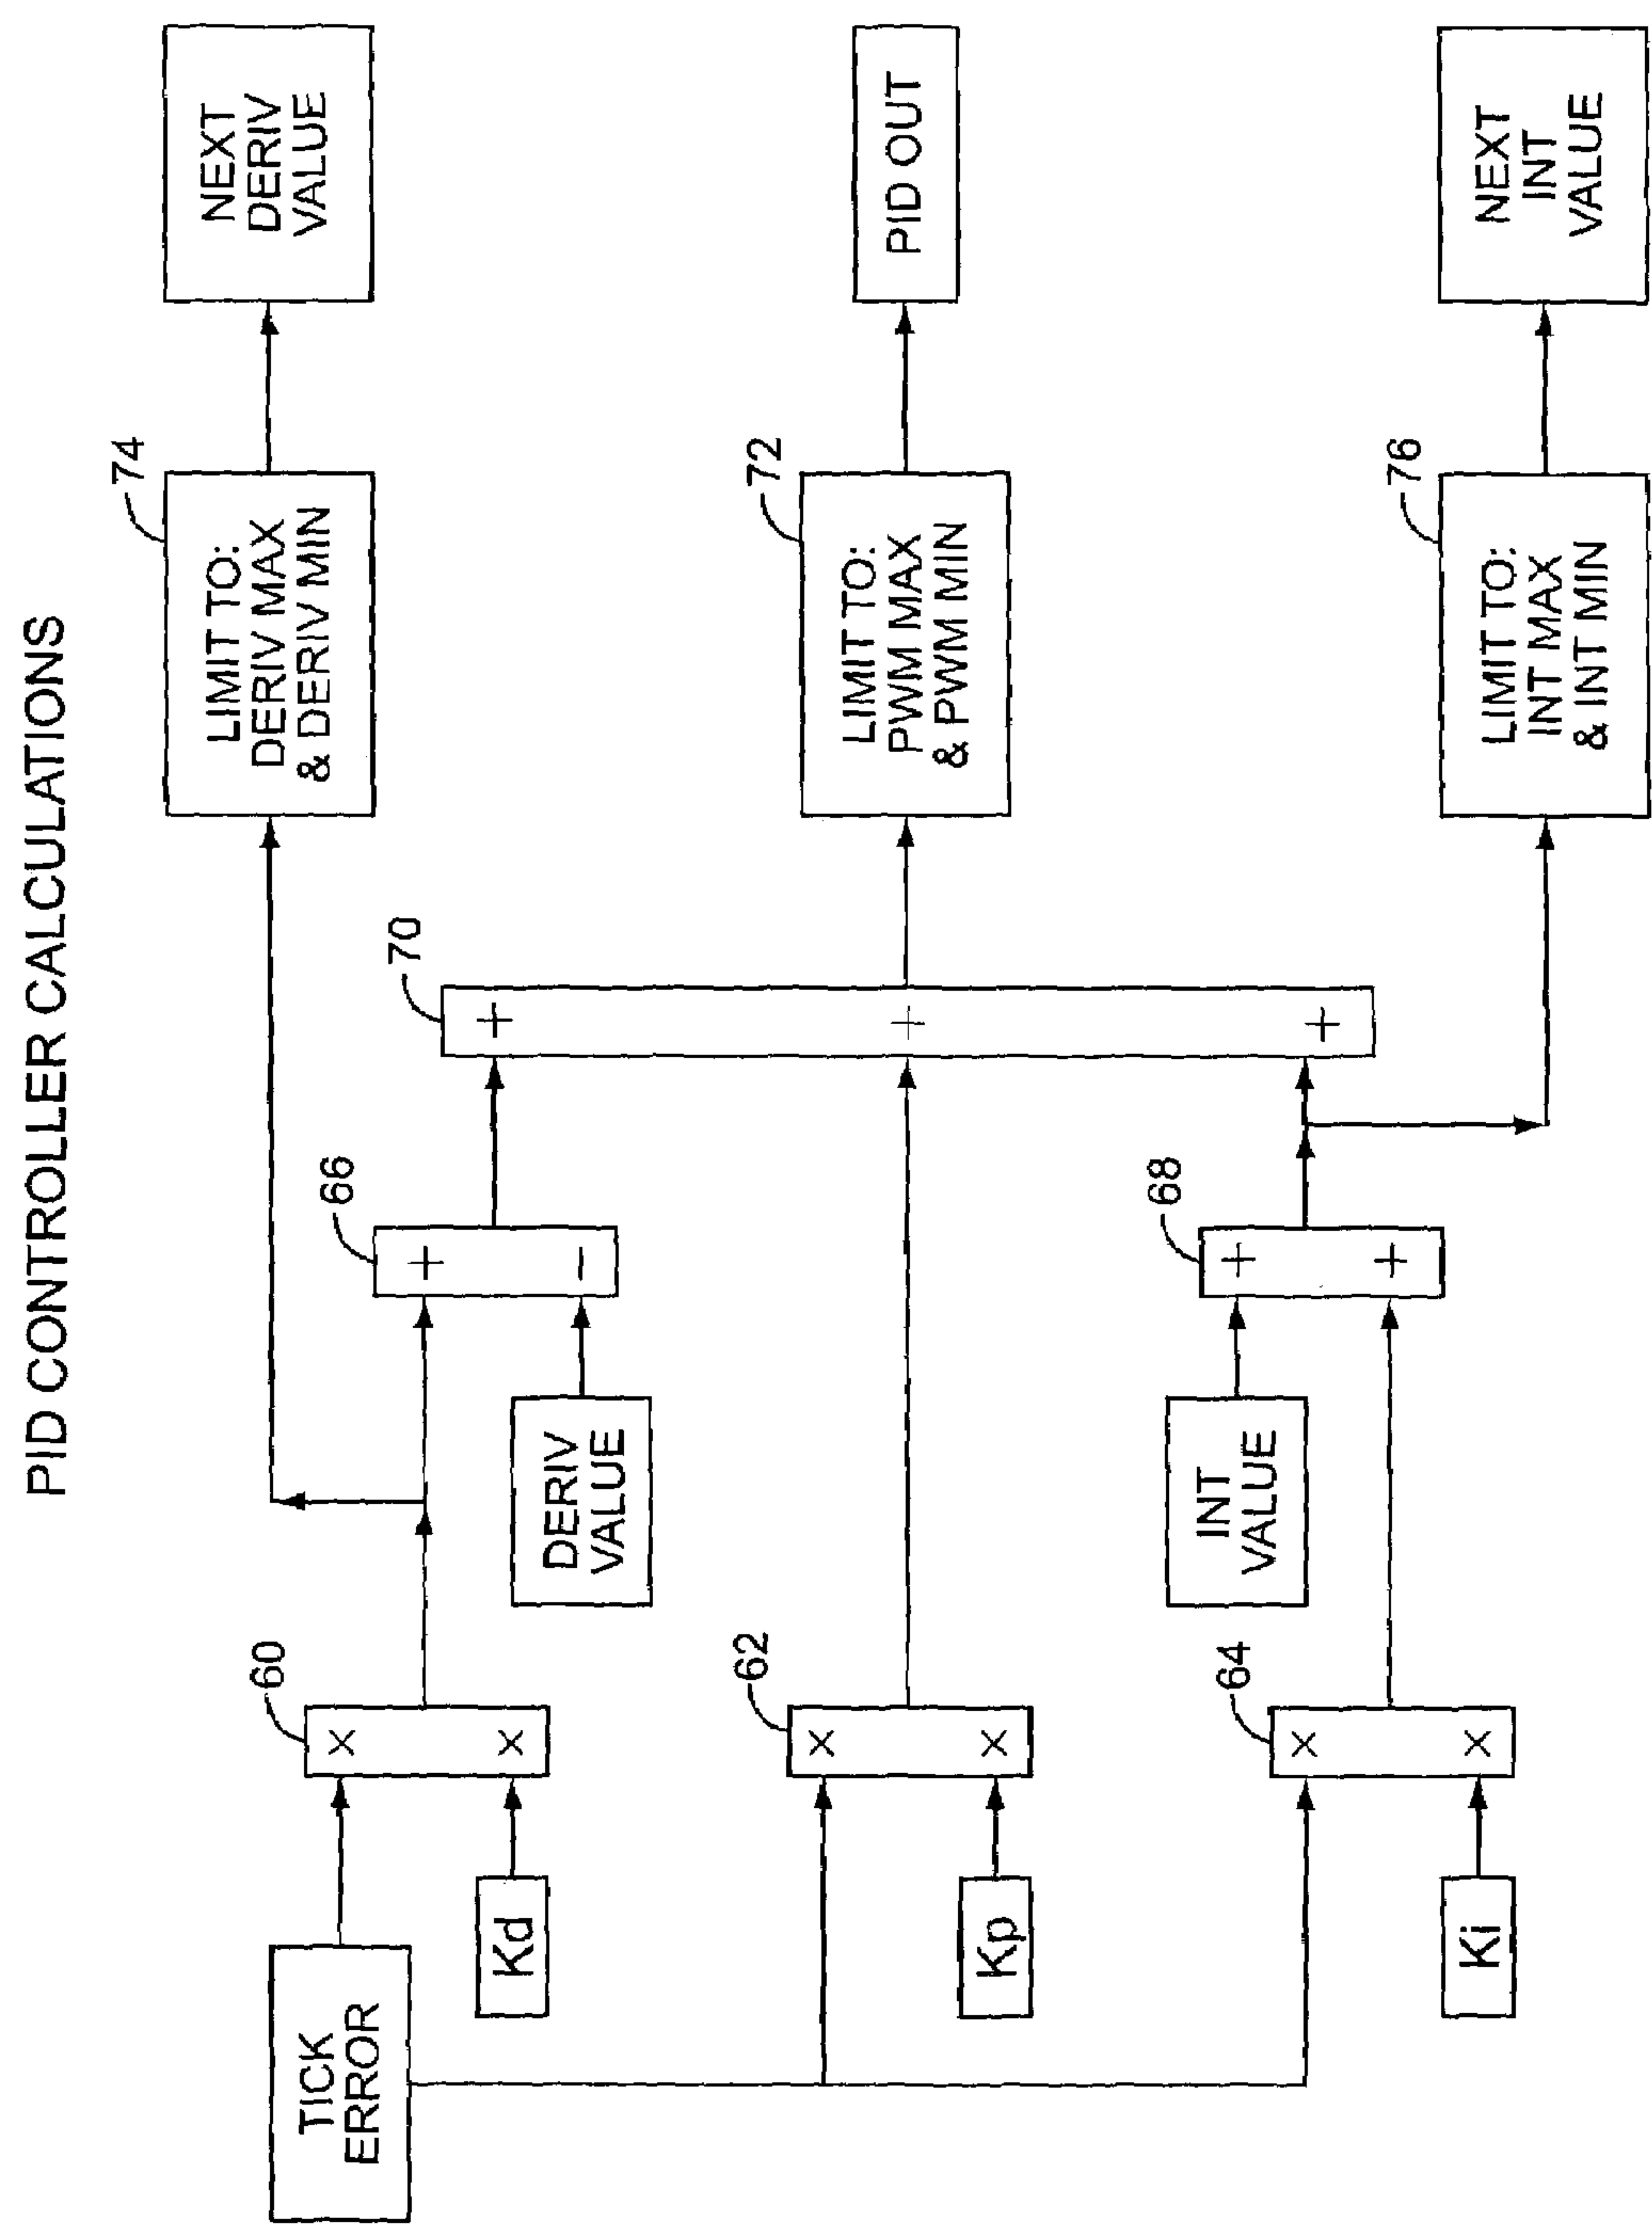 PID CONTROLLER CALCULATIONS
TICK
ERROR
60
×
×
Kd
66
+
−
DERIV
VALUE
74
LIMIT TO:
DERIV MAX
& DERIV MIN
NEXT
DERIV
VALUE
62
×
×
Kp
70
+
+
+
72
LIMIT TO:
PWM MAX
& PWM MIN
PID OUT
64
×
×
Ki
INT
VALUE
68
+
+
76
LIMIT TO:
INT MAX
& INT MIN
NEXT
INT
VALUE